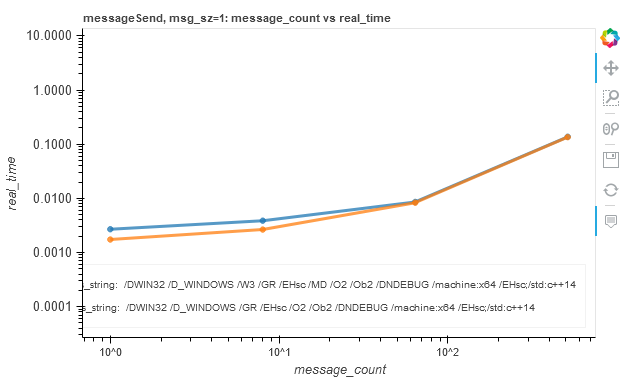 messageSend, msg_sz=1: message_count vs real_time
10.0000
1.0000
0.1000
0.0100
0.0010
0.0001
real_time
_string: /DWIN32 /D_WINDOWS /W3 /GR /EHsc /MD /O2 /Ob2 /DNDEBUG /machine:x64 /EHsc;/std:c++14
s_string: /DWIN32 /D_WINDOWS /GR /EHsc /O2 /Ob2 /DNDEBUG /machine:x64 /EHsc;/std:c++14
10^0 10^1 10^2
message_count